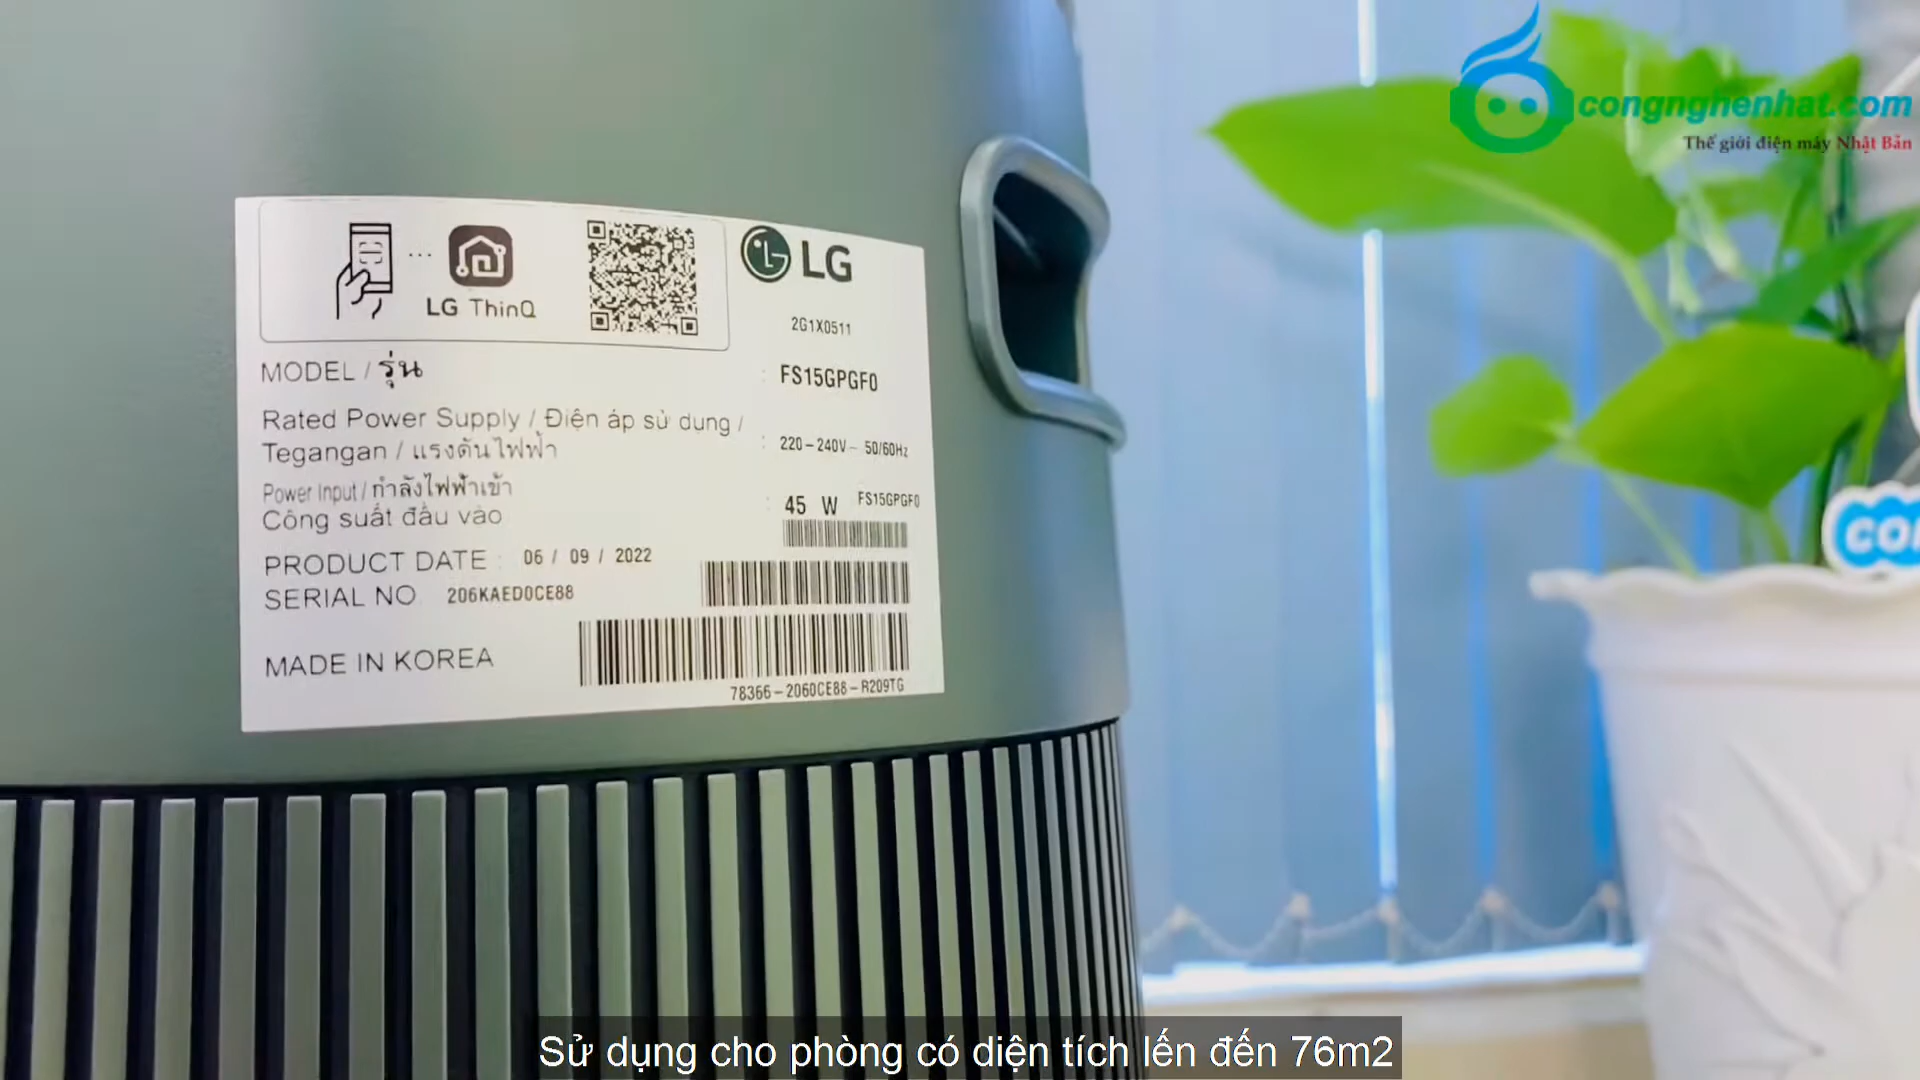 congnghenhat.com
Thế giới điện máy Nhật Bản
LG ThinQ
LG
2G1X0511
MODEL / รุ่น : FS15GPGF0
Rated Power Supply / Điện áp sử dụng /
Tegangan / แรงดันไฟฟ้า : 220-240V~ 50/60Hz
Power Input / กำลังไฟฟ้าเข้า
Công suất đầu vào : 45 W FS15GPGF0
PRODUCT DATE : 06 / 09 / 2022
SERIAL NO 206KAED0CE88
MADE IN KOREA
78366-2060CE88-R209TG
Sử dụng cho phòng có diện tích lến đến 76m2